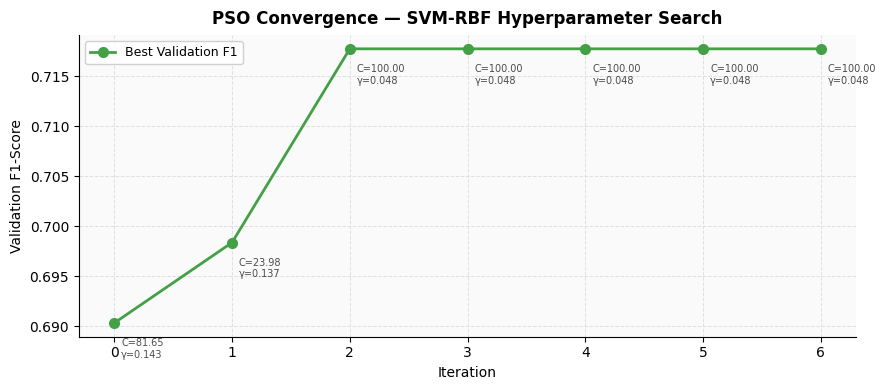 PSO Convergence — SVM-RBF Hyperparameter Search
Best Validation F1
Validation F1-Score
0.715
0.710
0.705
0.700
0.695
0.690
C=100.00
γ=0.048
C=100.00
γ=0.048
C=100.00
γ=0.048
C=100.00
γ=0.048
C=100.00
γ=0.048
C=23.98
γ=0.137
C=81.65
γ=0.143
0 1 2 3 4 5 6
Iteration